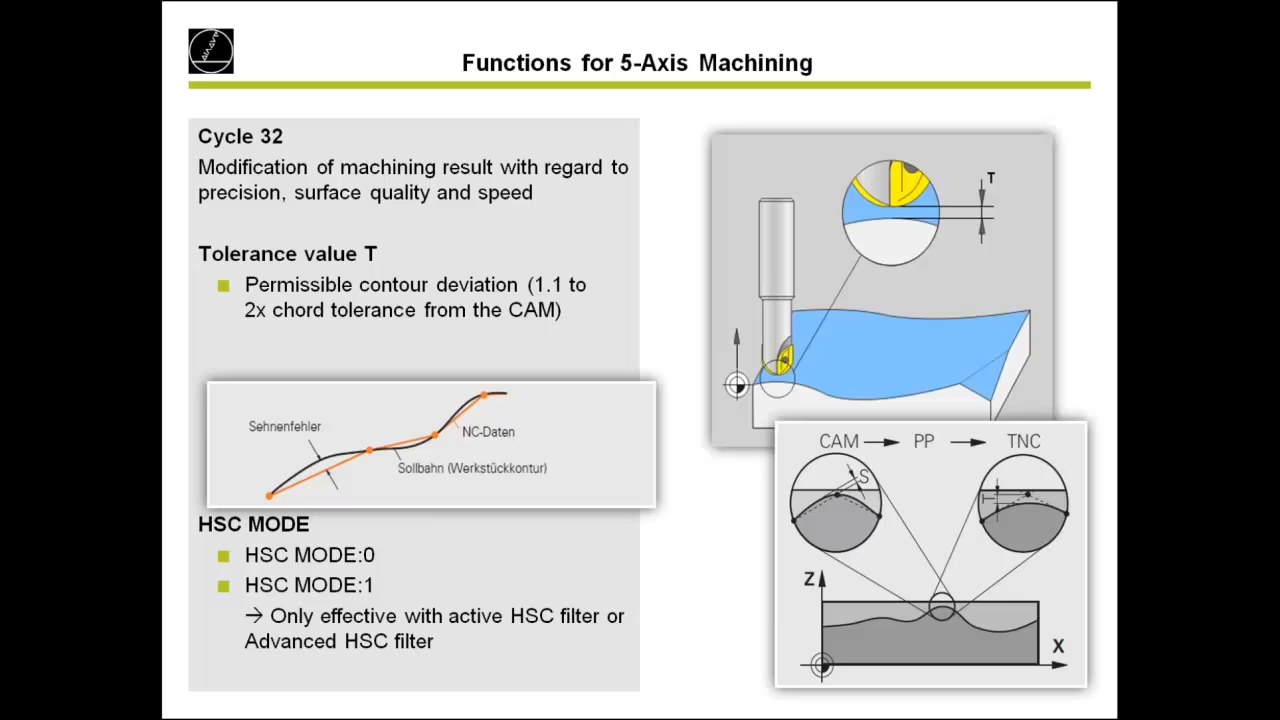 Functions for 5-Axis Machining
Cycle 32
Modification of machining result with regard to
precision, surface quality and speed
Tolerance value T
Permissible contour deviation (1.1 to
2x chord tolerance from the CAM)
Sehnenfehler
NC-Daten
Sollbahn (Werkstückkontur)
HSC MODE
HSC MODE:0
HSC MODE:1
→ Only effective with active HSC filter or
Advanced HSC filter
T
CAM → PP → TNC
S
T
Z
X